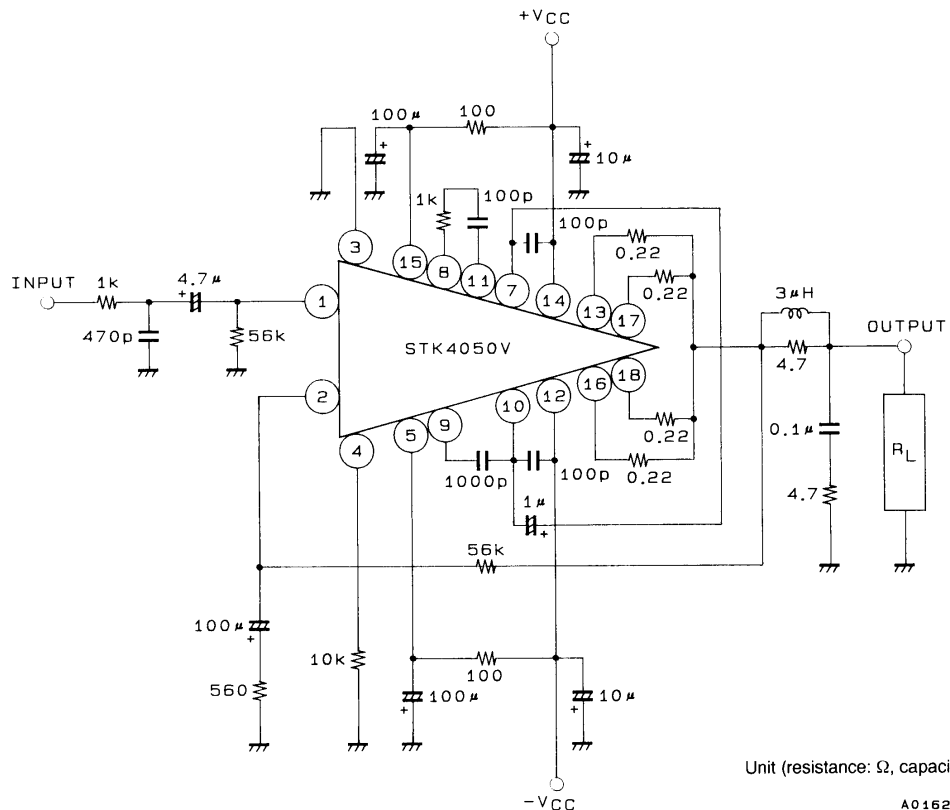 +VCC
100μ
+
100
+
10μ
1k
100p
100p
0.22
3
15
8
11
7
14
13
17
0.22
3μH
INPUT
1k
4.7μ
+
1
OUTPUT
470p
56k
STK4050V
4.7
2
18
16
12
10
9
5
4
0.22
0.1μ
RL
1000p
100p
0.22
4.7
1μ
+
56k
100μ
+
10k
100
560
100μ
+
10μ
+
Unit (resistance: Ω, capaci
−VCC
A0162